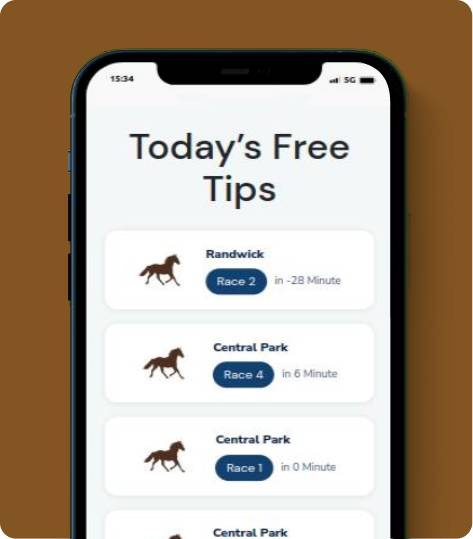 15:34
5G
Today's Free
Tips
Randwick
Race 2 in -28 Minute
Central Park
Race 4 in 6 Minute
Central Park
Race 1 in 0 Minute
Central Park